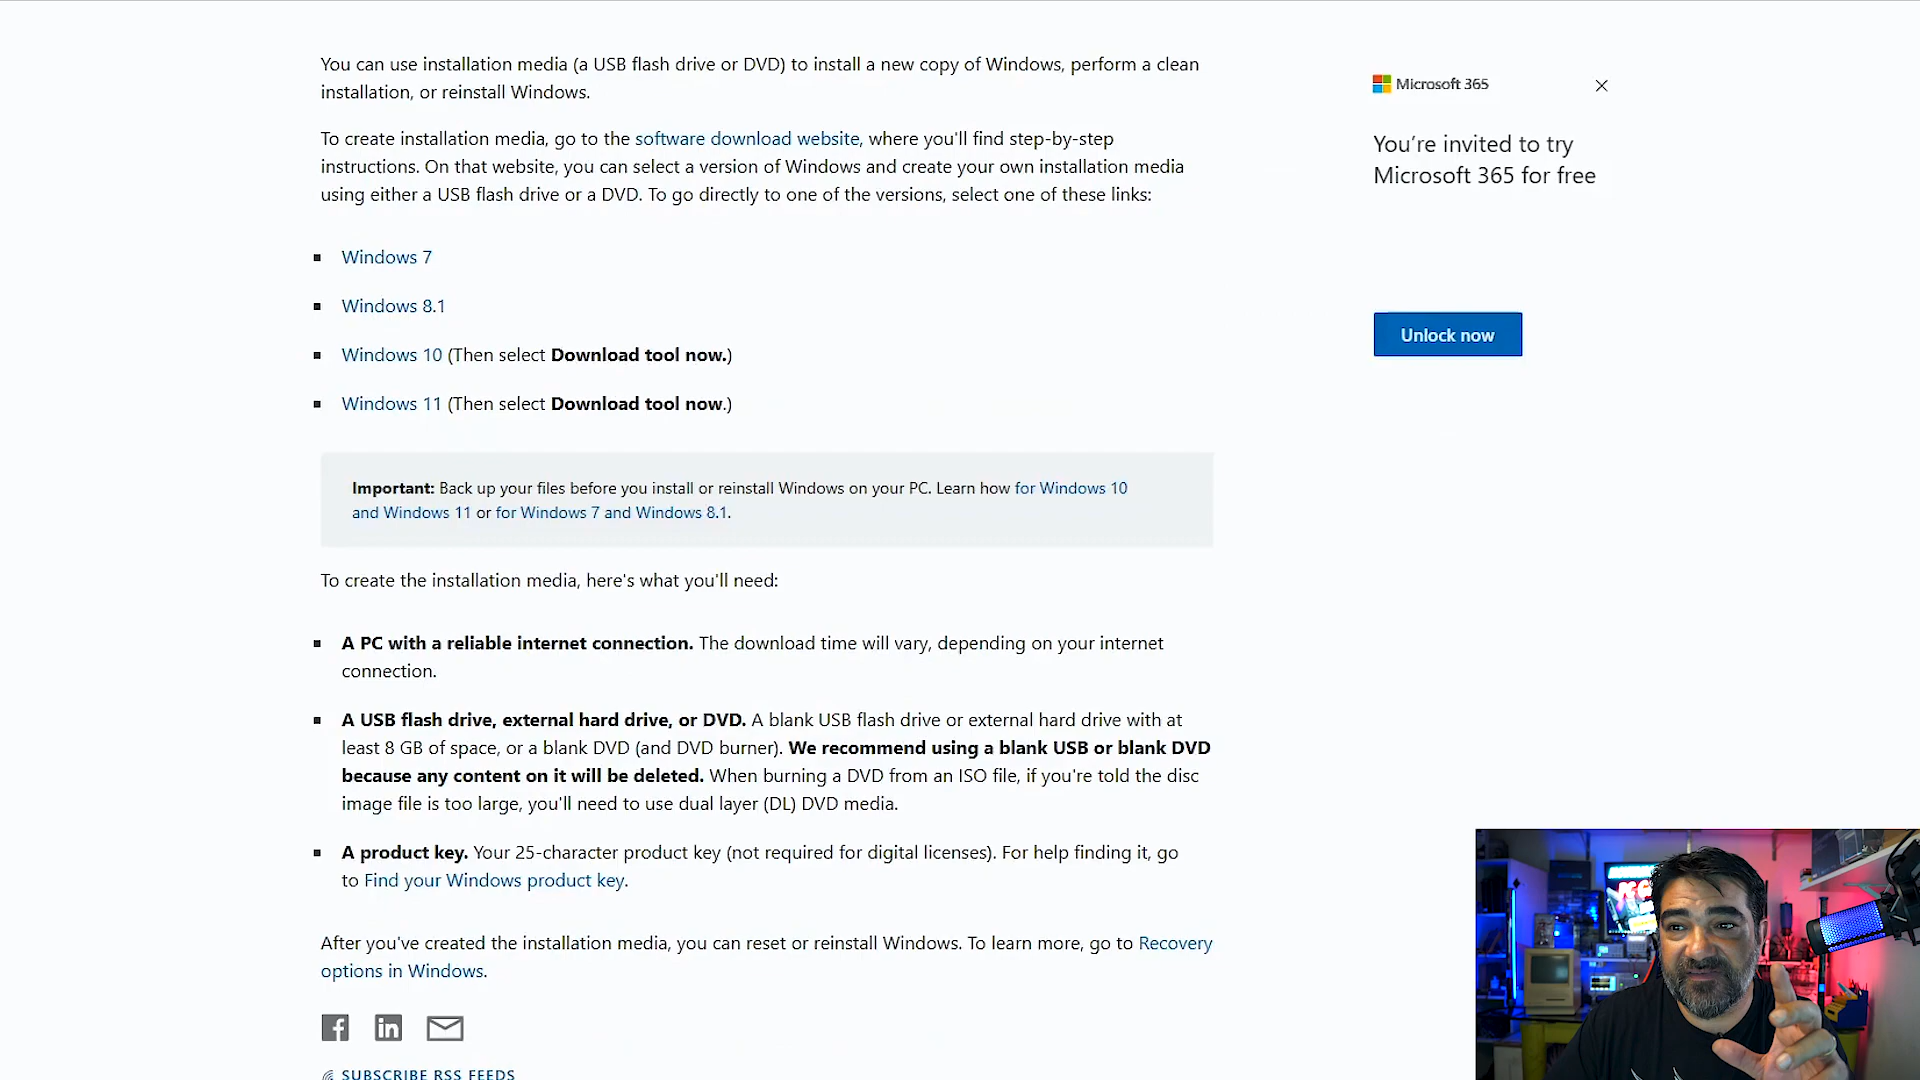 You can use installation media (a USB flash drive or DVD) to install a new copy of Windows, perform a clean
installation, or reinstall Windows.
To create installation media, go to the software download website, where you'll find step-by-step
instructions. On that website, you can select a version of Windows and create your own installation media
using either a USB flash drive or a DVD. To go directly to one of the versions, select one of these links:
Windows 7
Windows 8.1
Windows 10 (Then select Download tool now.)
Windows 11 (Then select Download tool now.)
Important: Back up your files before you install or reinstall Windows on your PC. Learn how for Windows 10
and Windows 11 or for Windows 7 and Windows 8.1.
To create the installation media, here's what you'll need:
A PC with a reliable internet connection. The download time will vary, depending on your internet
connection.
A USB flash drive, external hard drive, or DVD. A blank USB flash drive or external hard drive with at
least 8 GB of space, or a blank DVD (and DVD burner). We recommend using a blank USB or blank DVD
because any content on it will be deleted. When burning a DVD from an ISO file, if you're told the disc
image file is too large, you'll need to use dual layer (DL) DVD media.
A product key. Your 25-character product key (not required for digital licenses). For help finding it, go
to Find your Windows product key.
After you've created the installation media, you can reset or reinstall Windows. To learn more, go to Recovery
options in Windows.
SUBSCRIBE RSS FEEDS
Microsoft 365
You’re invited to try
Microsoft 365 for free
Unlock now